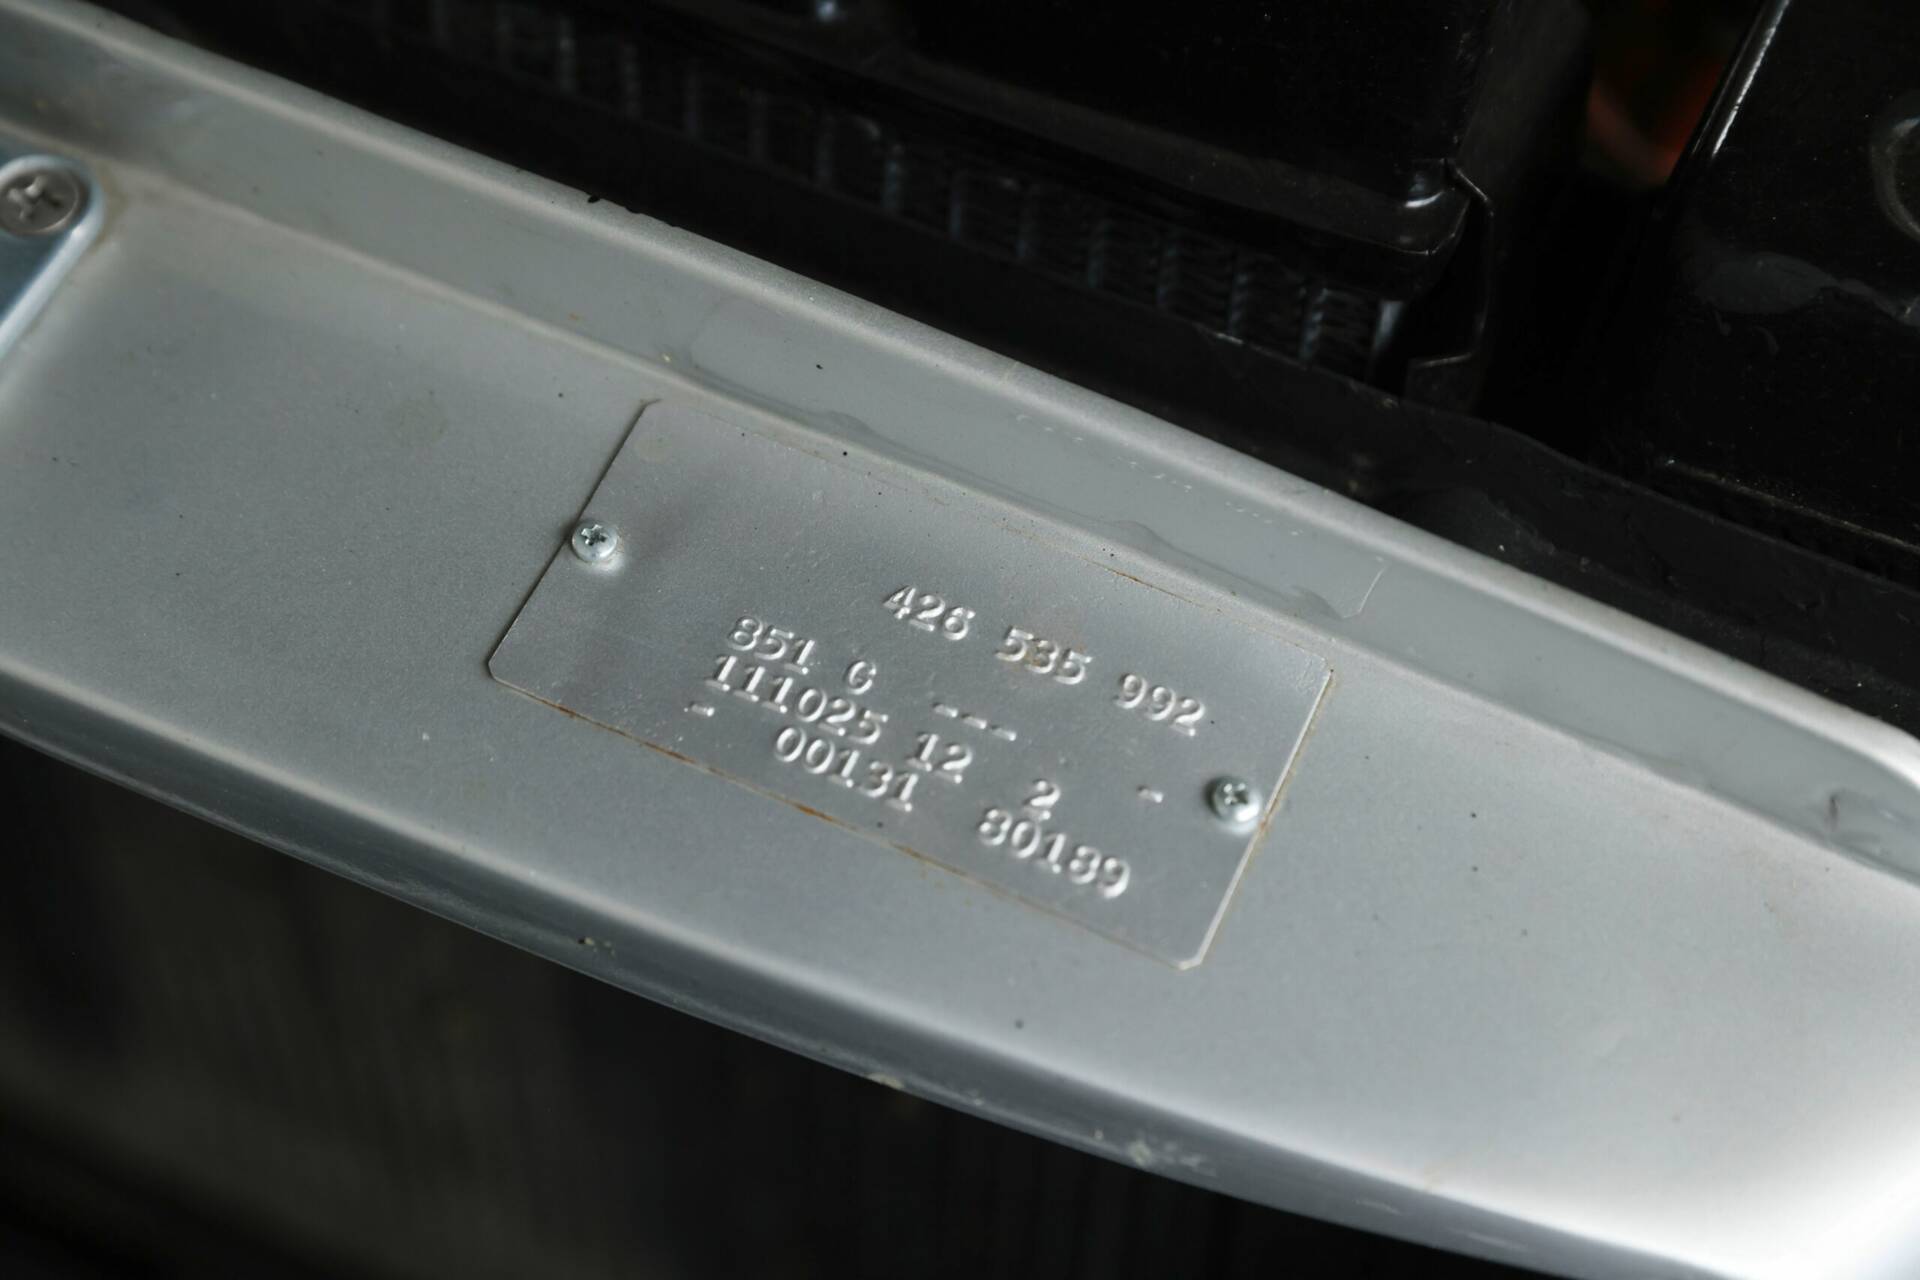 426 535 992
851 G ---
111025 12 2 -
- 00131 80189